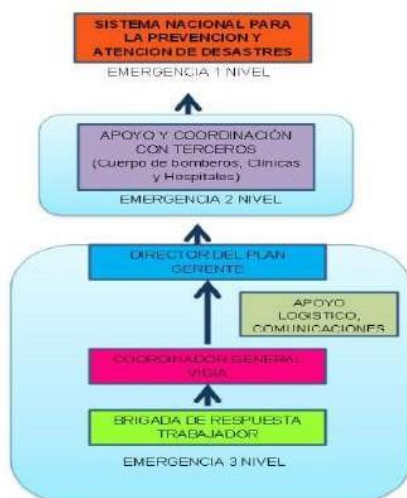 SISTEMA NACIONAL PARA
LA PREVENCION Y
ATENCION DE DESASTRES
EMERGENCIA 1 NIVEL
APOYO Y COORDINACIÓN
CON TERCEROS
(Cuerpo de bomberos, Clínicas
y Hospitales)
EMERGENCIA 2 NIVEL
DIRECTOR DEL PLAN
GERENTE
APOYO
LOGISTICO,
COMUNICACIONES
COORDINADOR GENERAL
VIGIA
BRIGADA DE RESPUESTA
TRABAJADOR
EMERGENCIA 3 NIVEL